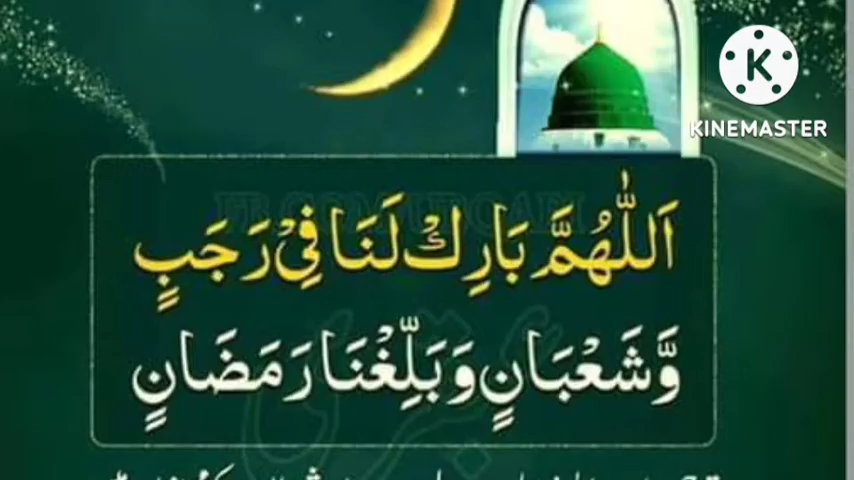 KINEMASTER
اَللّٰهُمَّ بَارِكْ لَنَا فِيْ رَجَبٍ
وَّشَعْبَانٍ وَبَلِّغْنَا رَمَضَانٍ